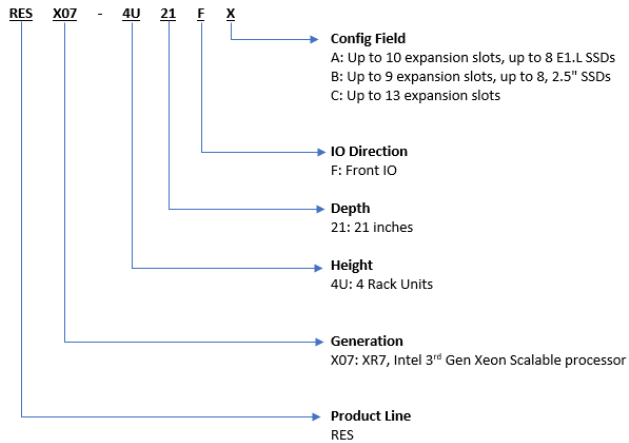 RES X07 - 4U 21 F X
Config Field
A: Up to 10 expansion slots, up to 8 E1.L SSDs
B: Up to 9 expansion slots, up to 8, 2.5" SSDs
C: Up to 13 expansion slots
IO Direction
F: Front IO
Depth
21: 21 inches
Height
4U: 4 Rack Units
Generation
X07: XR7, Intel 3rd Gen Xeon Scalable processor
Product Line
RES